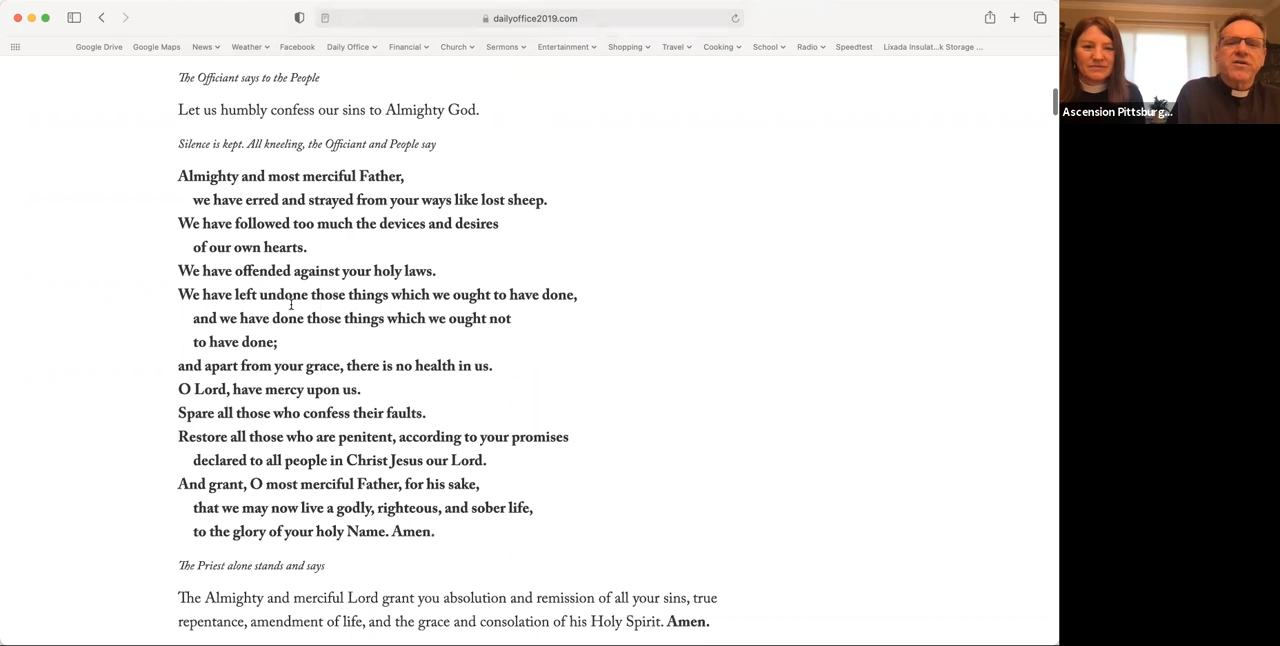 dailyoffice2019.com
Google Drive Google Maps News Weather Facebook Daily Office Financial Church Sermons Entertainment Shopping Travel Cooking School Radio Speedtest Lixada Insulat...k Storage ...
Ascension Pittsburg...
The Officiant says to the People
Let us humbly confess our sins to Almighty God.
Silence is kept. All kneeling, the Officiant and People say
Almighty and most merciful Father,
we have erred and strayed from your ways like lost sheep.
We have followed too much the devices and desires
of our own hearts.
We have offended against your holy laws.
We have left undone those things which we ought to have done,
and we have done those things which we ought not
to have done;
and apart from your grace, there is no health in us.
O Lord, have mercy upon us.
Spare all those who confess their faults.
Restore all those who are penitent, according to your promises
declared to all people in Christ Jesus our Lord.
And grant, O most merciful Father, for his sake,
that we may now live a godly, righteous, and sober life,
to the glory of your holy Name. Amen.
The Priest alone stands and says
The Almighty and merciful Lord grant you absolution and remission of all your sins, true
repentance, amendment of life, and the grace and consolation of his Holy Spirit. Amen.